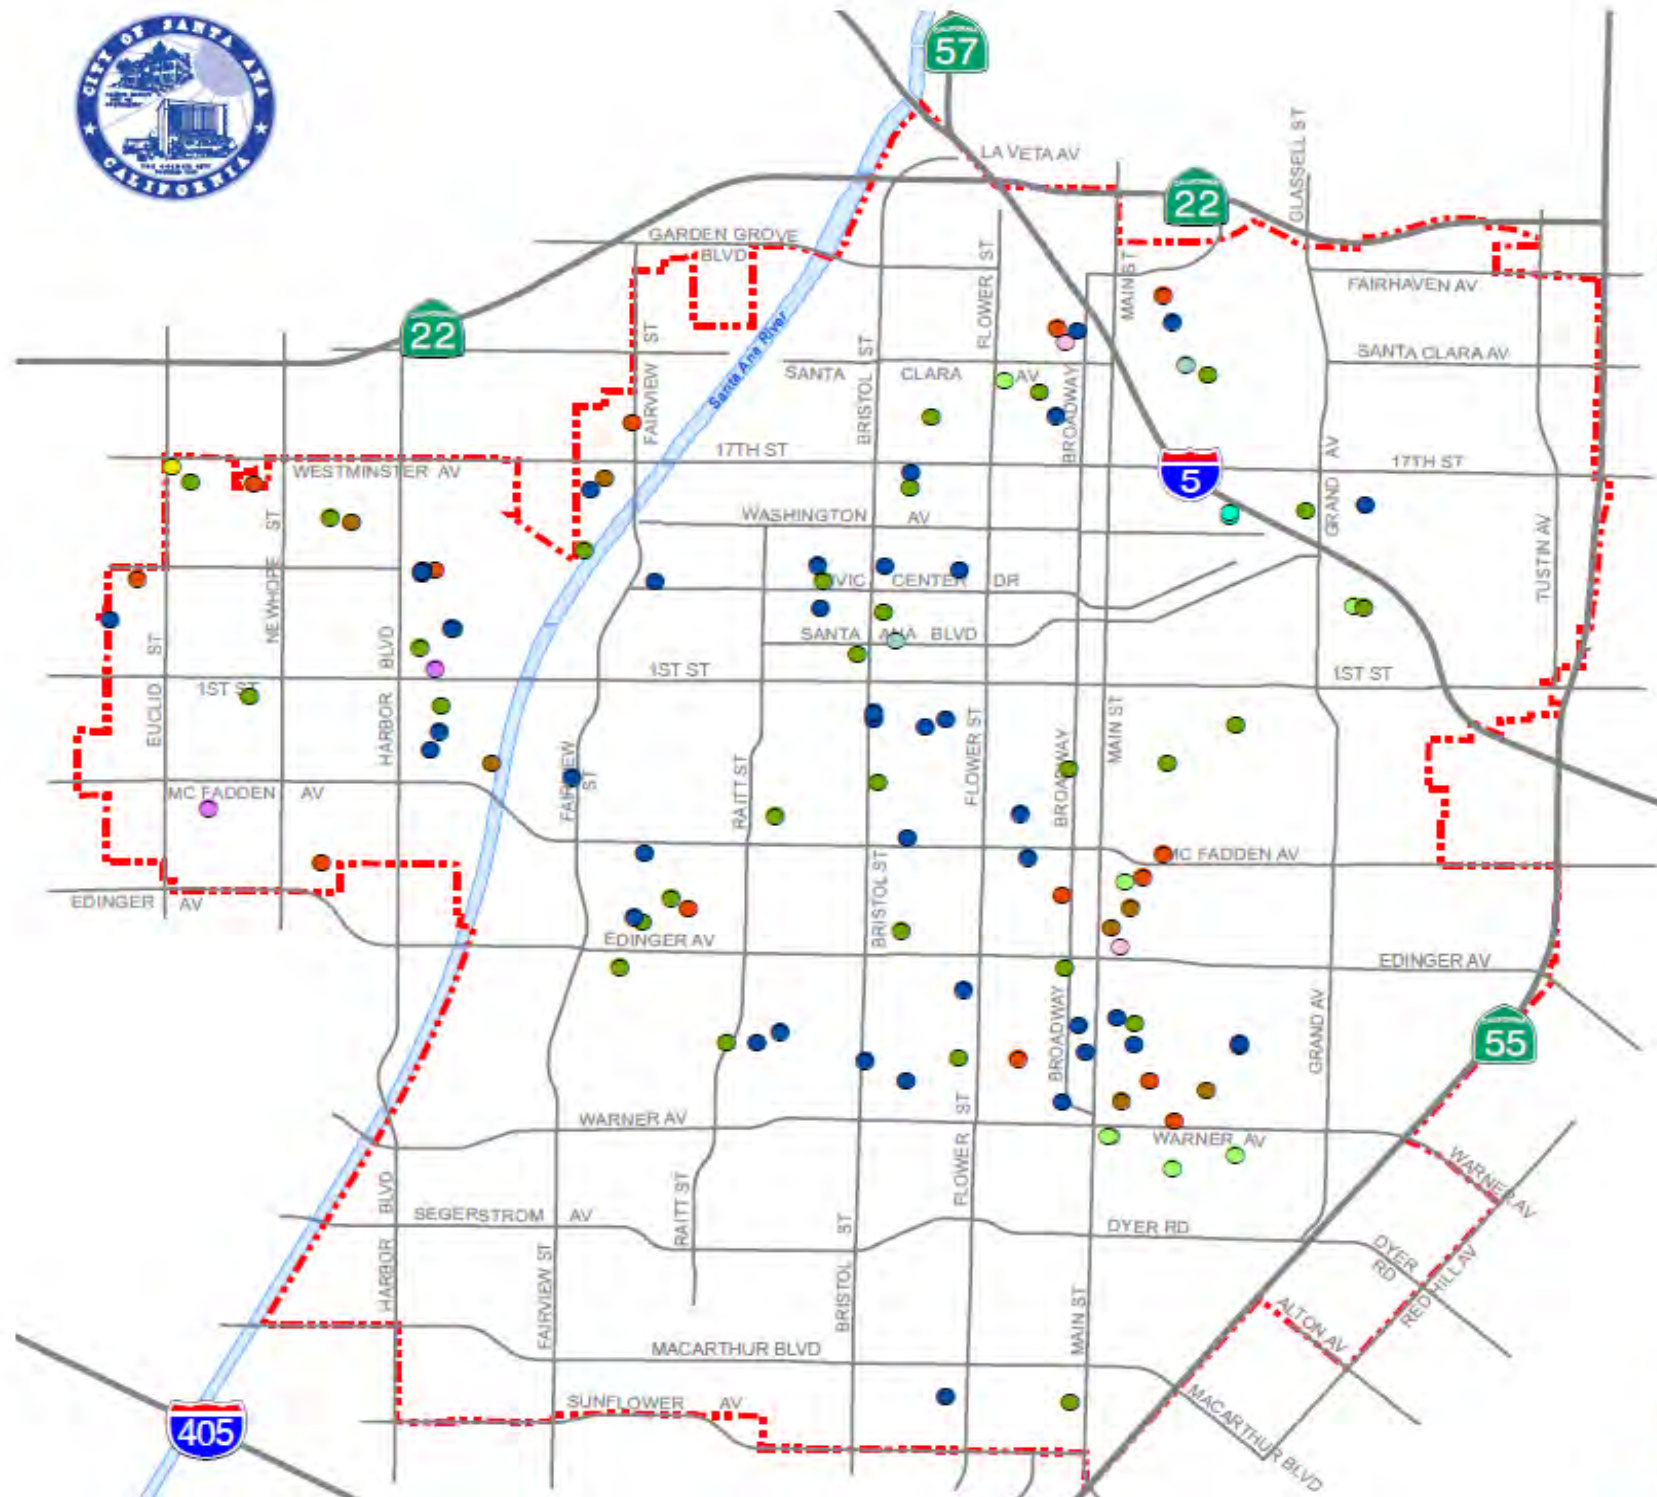 CITY OF SANTA ANA
CALIFORNIA
CALIFORNIA
57
LA VETA AV
CALIFORNIA
22
GLASSELL ST
GARDEN GROVE
BLVD
FLOWER ST
MAIN ST
FAIRHAVEN AV
22
FAIRVIEW ST
Santa Ana River
SANTA CLARA AV
BRISTOL ST
BROADWAY
SANTA CLARA AV
17TH ST
WESTMINSTER AV
5
GRAND AV
17TH ST
NEWHOPE ST
WASHINGTON AV
TUSTIN AV
CIVIC CENTER DR
EUCLID ST
HARBOR BLVD
SANTA ANA BLVD
1ST ST
1ST ST
1ST ST
HARBOR
FAIRVIEW ST
RAITT ST
FLOWER ST
BROADWAY
MAIN ST
MC FADDEN AV
MC FADDEN AV
EDINGER AV
BRISTOL ST
EDINGER AV
EDINGER AV
BROADWAY
GRAND AV
CALIFORNIA
55
WARNER AV
FLOWER ST
WARNER AV
WARNER AV
HARBOR BLVD
RAITT ST
SEGERSTROM AV
BRISTOL ST
DYER RD
DYER RD
RED HILL AV
HARBOR
FAIRVIEW ST
MAIN ST
ALTON AV
MACARTHUR BLVD
SUNFLOWER AV
MACARTHUR BLVD
405